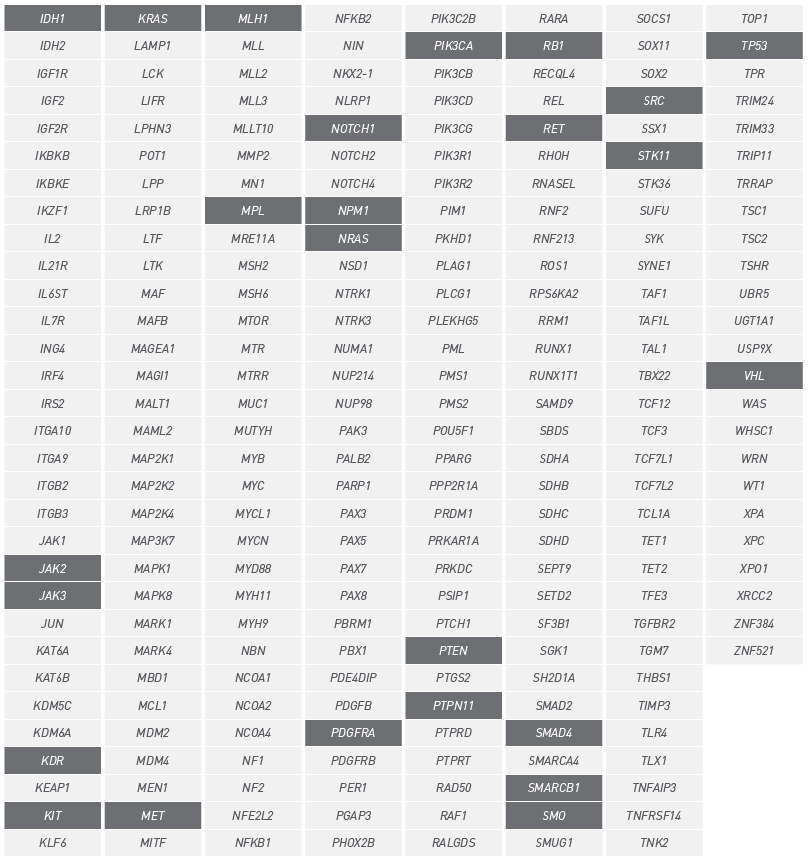 IDH1 KRAS MLH1 NFKB2 PIK3C2B RARA SOCS1 TOP1
IDH2 LAMP1 MLL NIN PIK3CA RB1 SOX11 TP53
IGF1R LCK MLL2 NKX2-1 PIK3CB RECQL4 SOX2 TPR
IGF2 LIFR MLL3 NLRP1 PIK3CD REL SRC TRIM24
IGF2R LPHN3 MLLT10 NOTCH1 PIK3CG RET SSX1 TRIM33
IKBKB POT1 MMP2 NOTCH2 PIK3R1 RHOH STK11 TRIP11
IKBKE LPP MN1 NOTCH4 PIK3R2 RNASEL STK36 TRRAP
IKZF1 LRP1B MPL NPM1 PIM1 RNF2 SUFU TSC1
IL2 LTF MRE11A NRAS PKHD1 RNF213 SYK TSC2
IL21R LTK MSH2 NSD1 PLAG1 ROS1 SYNE1 TSHR
IL6ST MAF MSH6 NTRK1 PLCG1 RPS6KA2 TAF1 UBR5
IL7R MAFB MTOR NTRK3 PLEKHG5 RRM1 TAF1L UGT1A1
ING4 MAGEA1 MTR NUMA1 PML RUNX1 TAL1 USP9X
IRF4 MAGI1 MTRR NUP214 PMS1 RUNX1T1 TBX22 VHL
IRS2 MALT1 MUC1 NUP98 PMS2 SAMD9 TCF12 WAS
ITGA10 MAML2 MUTYH PAK3 POU5F1 SBDS TCF3 WHSC1
ITGA9 MAP2K1 MYB PALB2 PPARG SDHA TCF7L1 WRN
ITGB2 MAP2K2 MYC PARP1 PPP2R1A SDHB TCF7L2 WT1
ITGB3 MAP2K4 MYCL1 PAX3 PRDM1 SDHC TCL1A XPA
JAK1 MAP3K7 MYCN PAX5 PRKAR1A SDHD TET1 XPC
JAK2 MAPK1 MYD88 PAX7 PRKDC SEPT9 TET2 XPO1
JAK3 MAPK8 MYH11 PAX8 PSIP1 SETD2 TFE3 XRCC2
JUN MARK1 MYH9 PBRM1 PTCH1 SF3B1 TGFBR2 ZNF384
KAT6A MARK4 NBN PBX1 PTEN SGK1 TGM7 ZNF521
KAT6B MBD1 NCOA1 PDE4DIP PTGS2 SH2D1A THBS1
KDM5C MCL1 NCOA2 PDGFB PTPN11 SMAD2 TIMP3
KDM6A MDM2 NCOA4 PDGFRA PTPRD SMAD4 TLR4
KDR MDM4 NF1 PDGFRB PTPRT SMARCA4 TLX1
KEAP1 MEN1 NF2 PER1 RAD50 SMARCB1 TNFAIP3
KIT MET NFE2L2 PGAP3 RAF1 SMO TNFRSF14
KLF6 MITF NFKB1 PHOX2B RALGDS SMUG1 TNK2